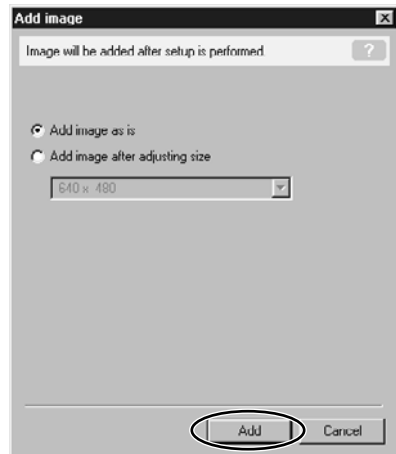 Add image
Image will be added after setup is performed.
?
Add image as is
Add image after adjusting size
640 x 480
Add
Cancel